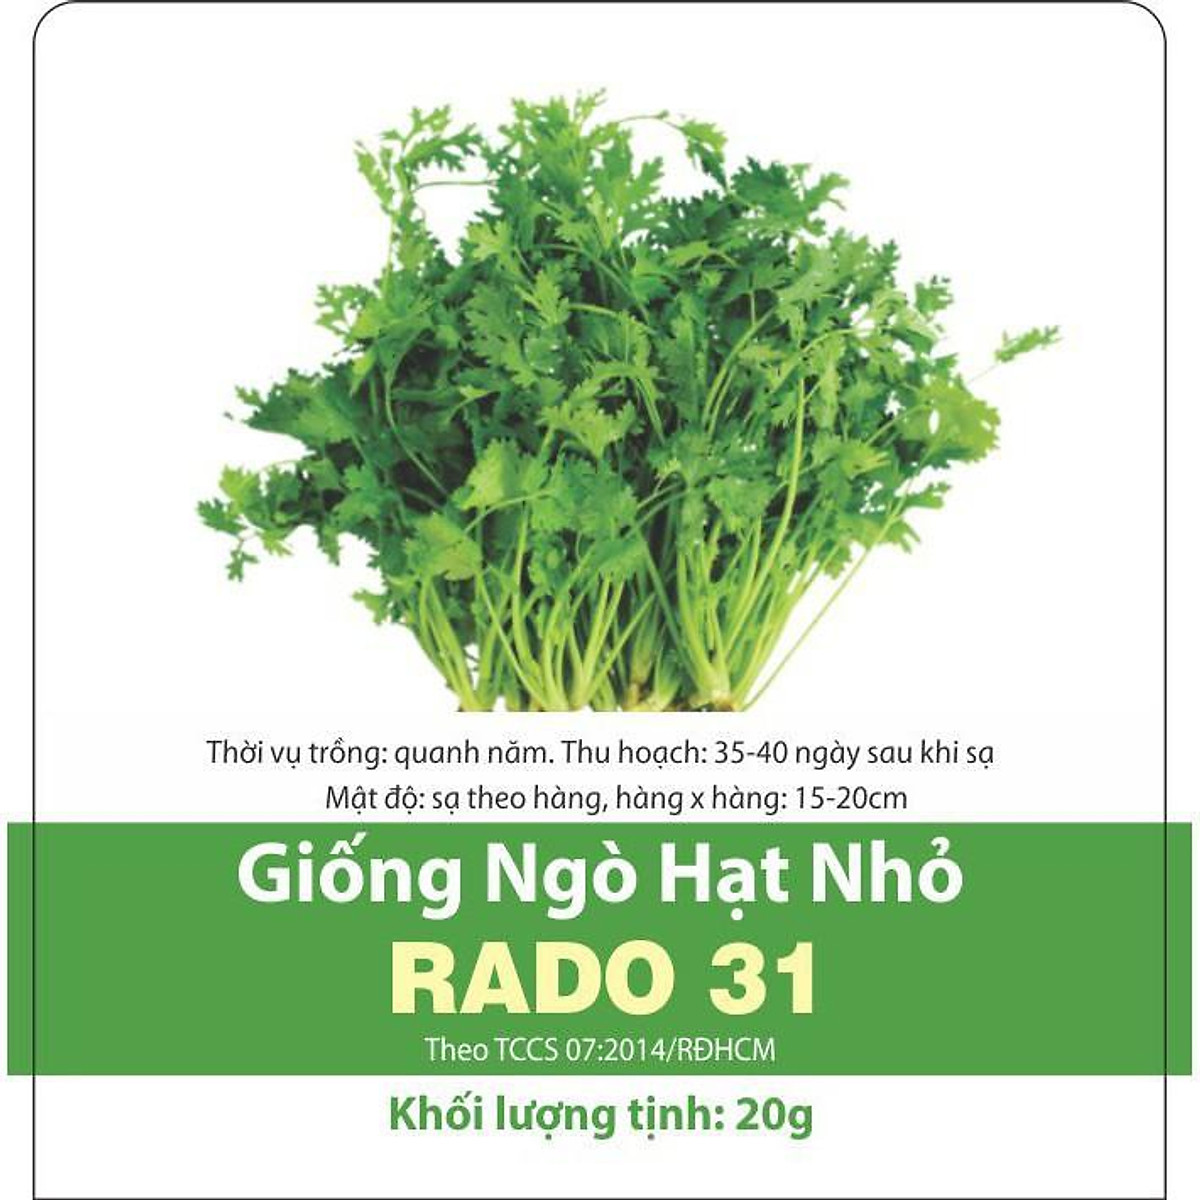 Thời vụ trồng: quanh năm. Thu hoạch: 35-40 ngày sau khi sạ
Mật độ: sạ theo hàng, hàng x hàng: 15-20cm
Giống Ngò Hạt Nhỏ
RADO 31
Theo TCCS 07:2014/RĐHCM
Khối lượng tịnh: 20g